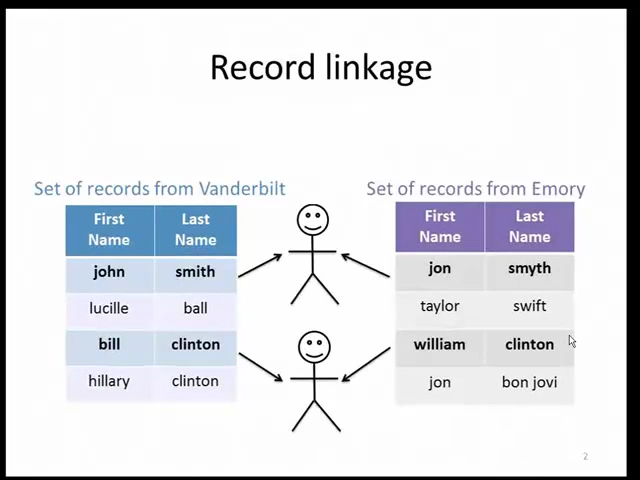 Record linkage
Set of records from Vanderbilt
First Name Last Name
john smith
lucille ball
bill clinton
hillary clinton
Set of records from Emory
First Name Last Name
jon smyth
taylor swift
william clinton
jon bon jovi
2